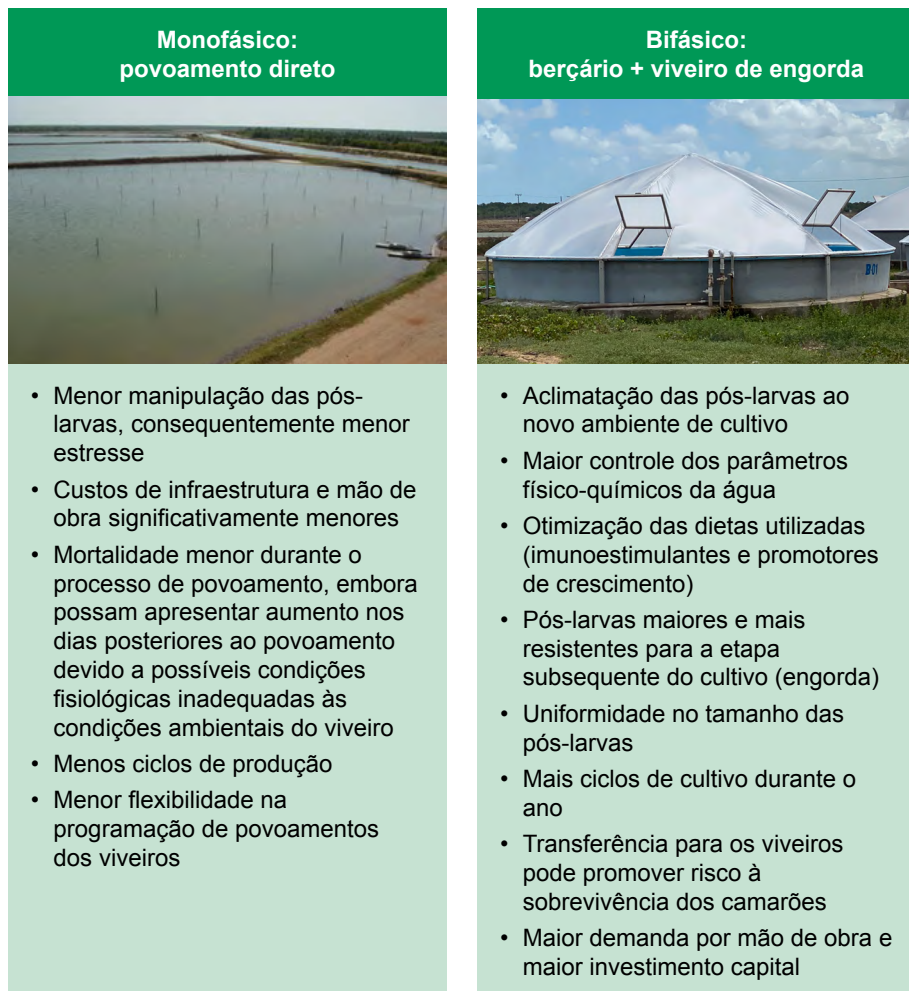 Monofásico:
povoamento direto
• Menor manipulação das pós-
larvas, consequentemente menor
estresse
• Custos de infraestrutura e mão de
obra significativamente menores
• Mortalidade menor durante o
processo de povoamento, embora
possam apresentar aumento nos
dias posteriores ao povoamento
devido a possíveis condições
fisiológicas inadequadas às
condições ambientais do viveiro
• Menos ciclos de produção
• Menor flexibilidade na
programação de povoamentos
dos viveiros
Bifásico:
berçário + viveiro de engorda
• Aclimatação das pós-larvas ao
novo ambiente de cultivo
• Maior controle dos parâmetros
físico-químicos da água
• Otimização das dietas utilizadas
(imunoestimulantes e promotores
de crescimento)
• Pós-larvas maiores e mais
resistentes para a etapa
subsequente do cultivo (engorda)
• Uniformidade no tamanho das
pós-larvas
• Mais ciclos de cultivo durante o
ano
• Transferência para os viveiros
pode promover risco à
sobrevivência dos camarões
• Maior demanda por mão de obra e
maior investimento capital